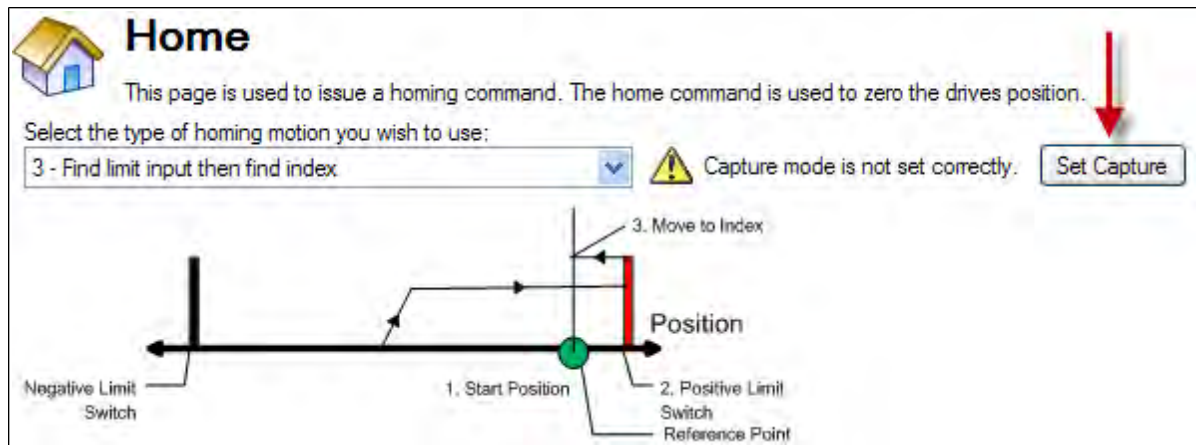 Home
This page is used to issue a homing command. The home command is used to zero the drives position.
Select the type of homing motion you wish to use:
3 - Find limit input then find index
Capture mode is not set correctly.
Set Capture
3. Move to Index
Position
Negative Limit
Switch
1. Start Position
2. Positive Limit
Switch
Reference Point